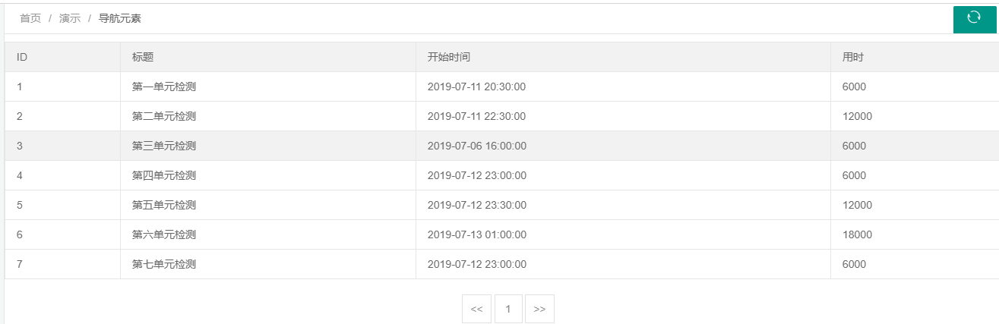 首页 / 演示 / 导航元素
ID 标题 开始时间 用时
1 第一单元检测 2019-07-11 20:30:00 6000
2 第二单元检测 2019-07-11 22:30:00 12000
3 第三单元检测 2019-07-06 16:00:00 6000
4 第四单元检测 2019-07-12 23:00:00 6000
5 第五单元检测 2019-07-12 23:30:00 12000
6 第六单元检测 2019-07-13 01:00:00 18000
7 第七单元检测 2019-07-12 23:00:00 6000
<< 1 >>